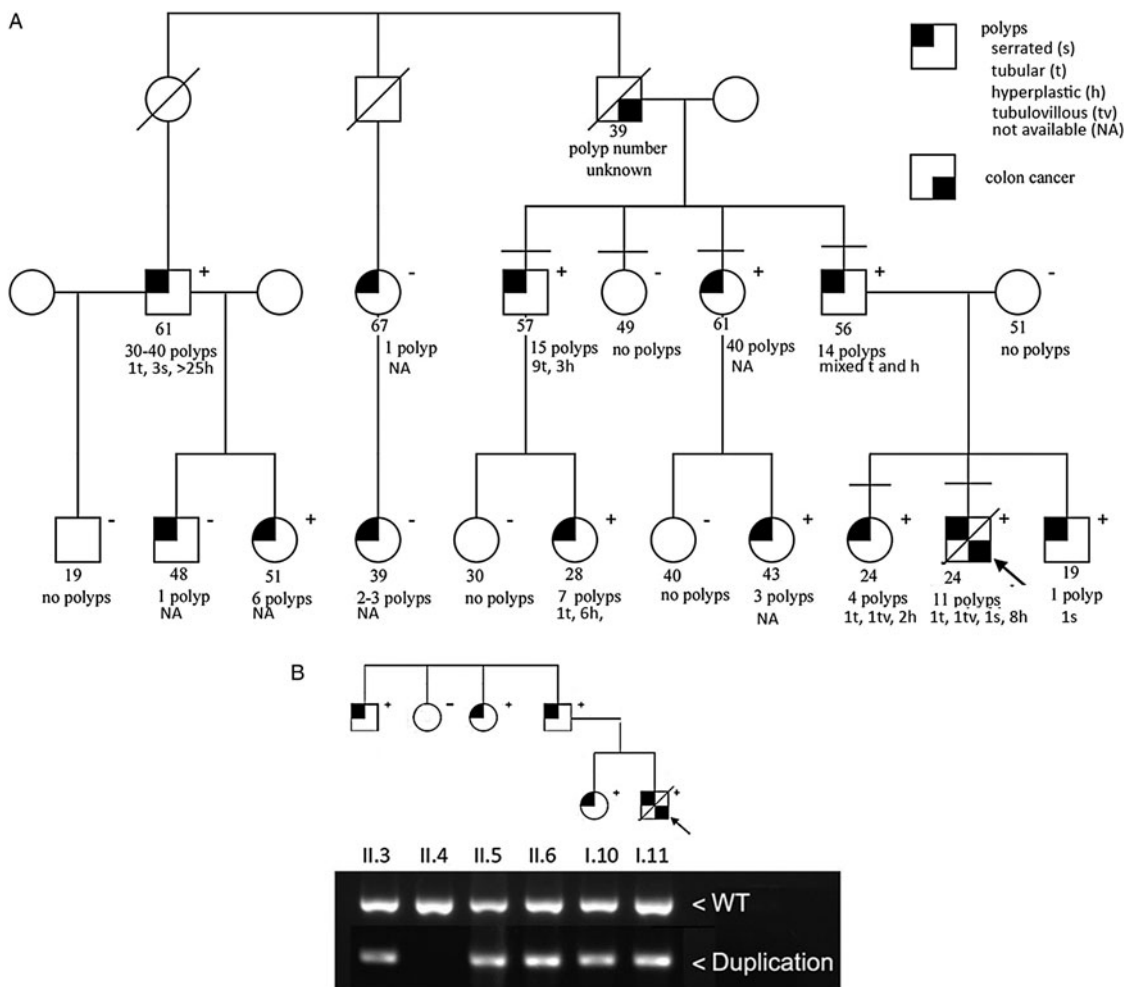 A
polyps
serrated (s)
tubular (t)
hyperplastic (h)
tubulovillous (tv)
not available (NA)
colon cancer
39
polyp number
unknown
+
61
30-40 polyps
1t, 3s, >25h
-
67
1 polyp
NA
+
57
15 polyps
9t, 3h
-
49
no polyps
+
61
40 polyps
NA
+
56
14 polyps
mixed t and h
-
51
no polyps
-
19
no polyps
-
48
1 polyp
NA
+
51
6 polyps
NA
-
39
2-3 polyps
NA
-
30
no polyps
+
28
7 polyps
1t, 6h,
-
40
no polyps
+
43
3 polyps
NA
+
24
4 polyps
1t, 1tv, 2h
+
24
11 polyps
1t, 1tv, 1s, 8h
+
19
1 polyp
1s
B
+ - + +
+ +
II.3 II.4 II.5 II.6 I.10 I.11
< WT
< Duplication